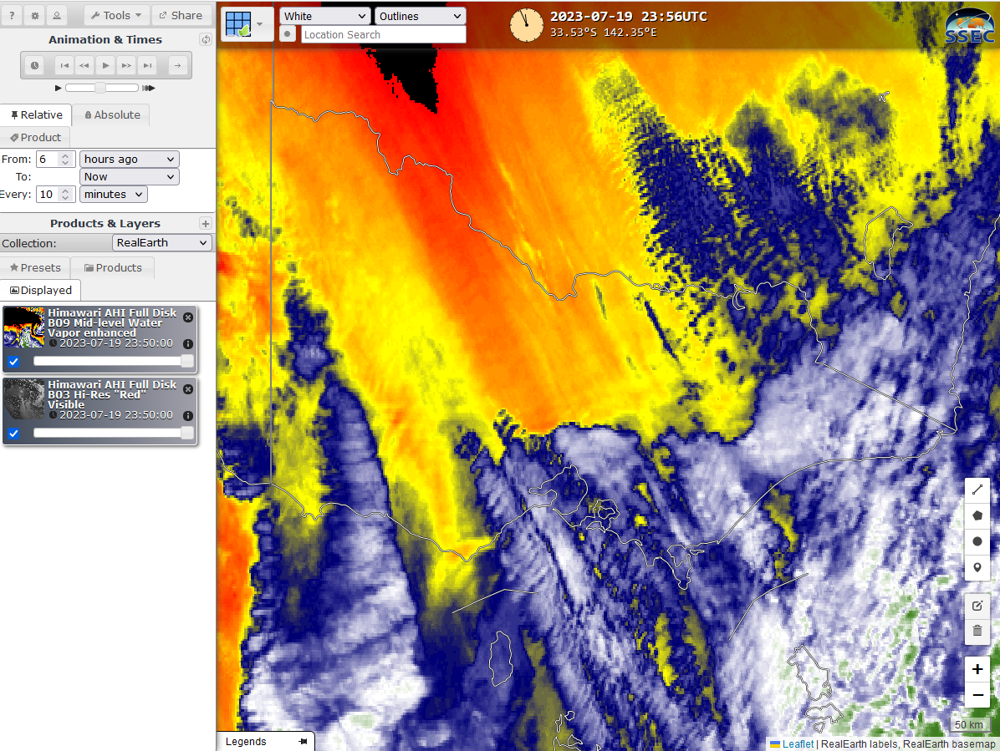 ?
Tools
Share
Animation & Times
Relative
Absolute
Product
From: 6 hours ago
To: Now
Every: 10 minutes
Products & Layers
Collection: RealEarth
Presets
Products
Displayed
Himawari AHI Full Disk
B09 Mid-level Water
Vapor enhanced
2023-07-19 23:50:00
Himawari AHI Full Disk
B03 Hi-Res "Red"
Visible
2023-07-19 23:50:00
White
Outlines
Location Search
2023-07-19 23:56UTC
33.53°S 142.35°E
SSEC
+
−
50 km
Legends
Leaflet | RealEarth labels, RealEarth basemap